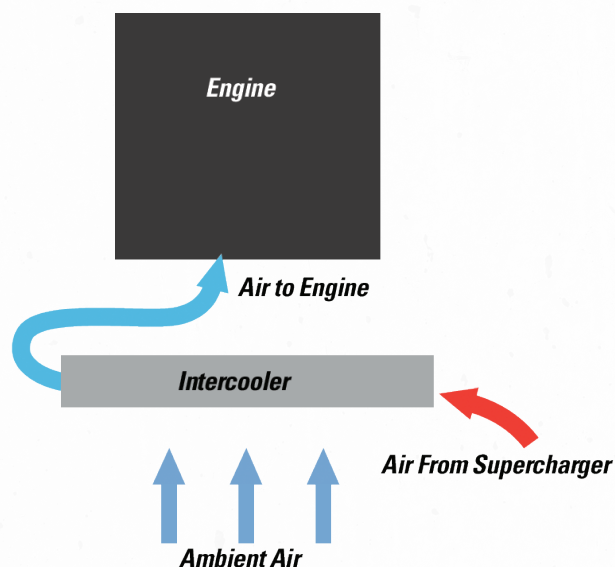 Engine
Air to Engine
Intercooler
Air From Supercharger
Ambient Air